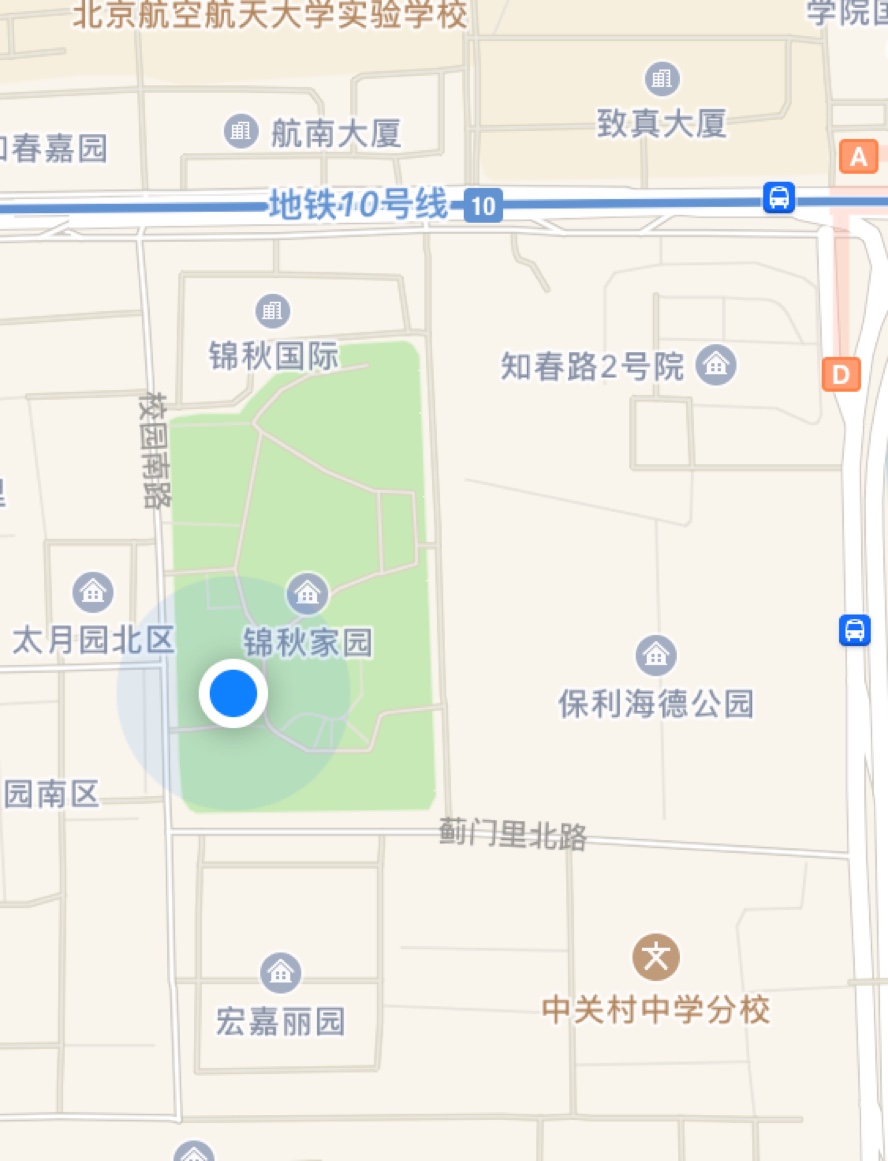 北京航空航天大学实验学校
学院国
致真大厦
航南大厦
春嘉园
A
地铁10号线
10
锦秋国际
知春路2号院
D
校园南路
太月园北区
锦秋家园
保利海德公园
园南区
蓟门里北路
文
中关村中学分校
宏嘉丽园